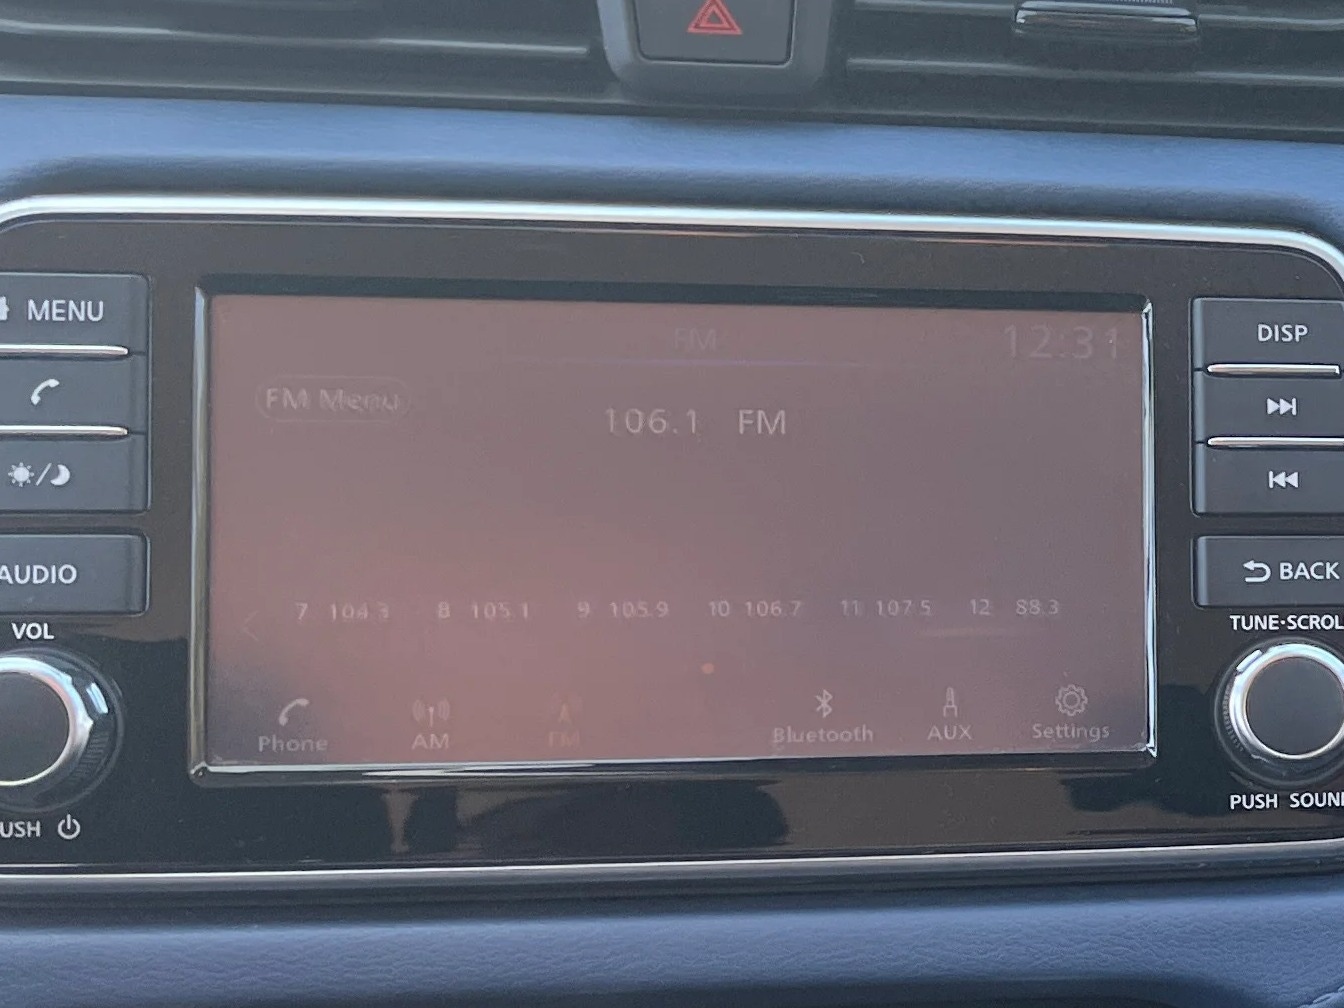 MENU
AUDIO
VOL
USH
FM
12:31
FM Menu
106.1 FM
7 104.3 8 105.1 9 105.9 10 106.7 11 107.5 12 88.3
Phone AM FM Bluetooth AUX Settings
DISP
BACK
TUNE·SCROL
PUSH SOUN